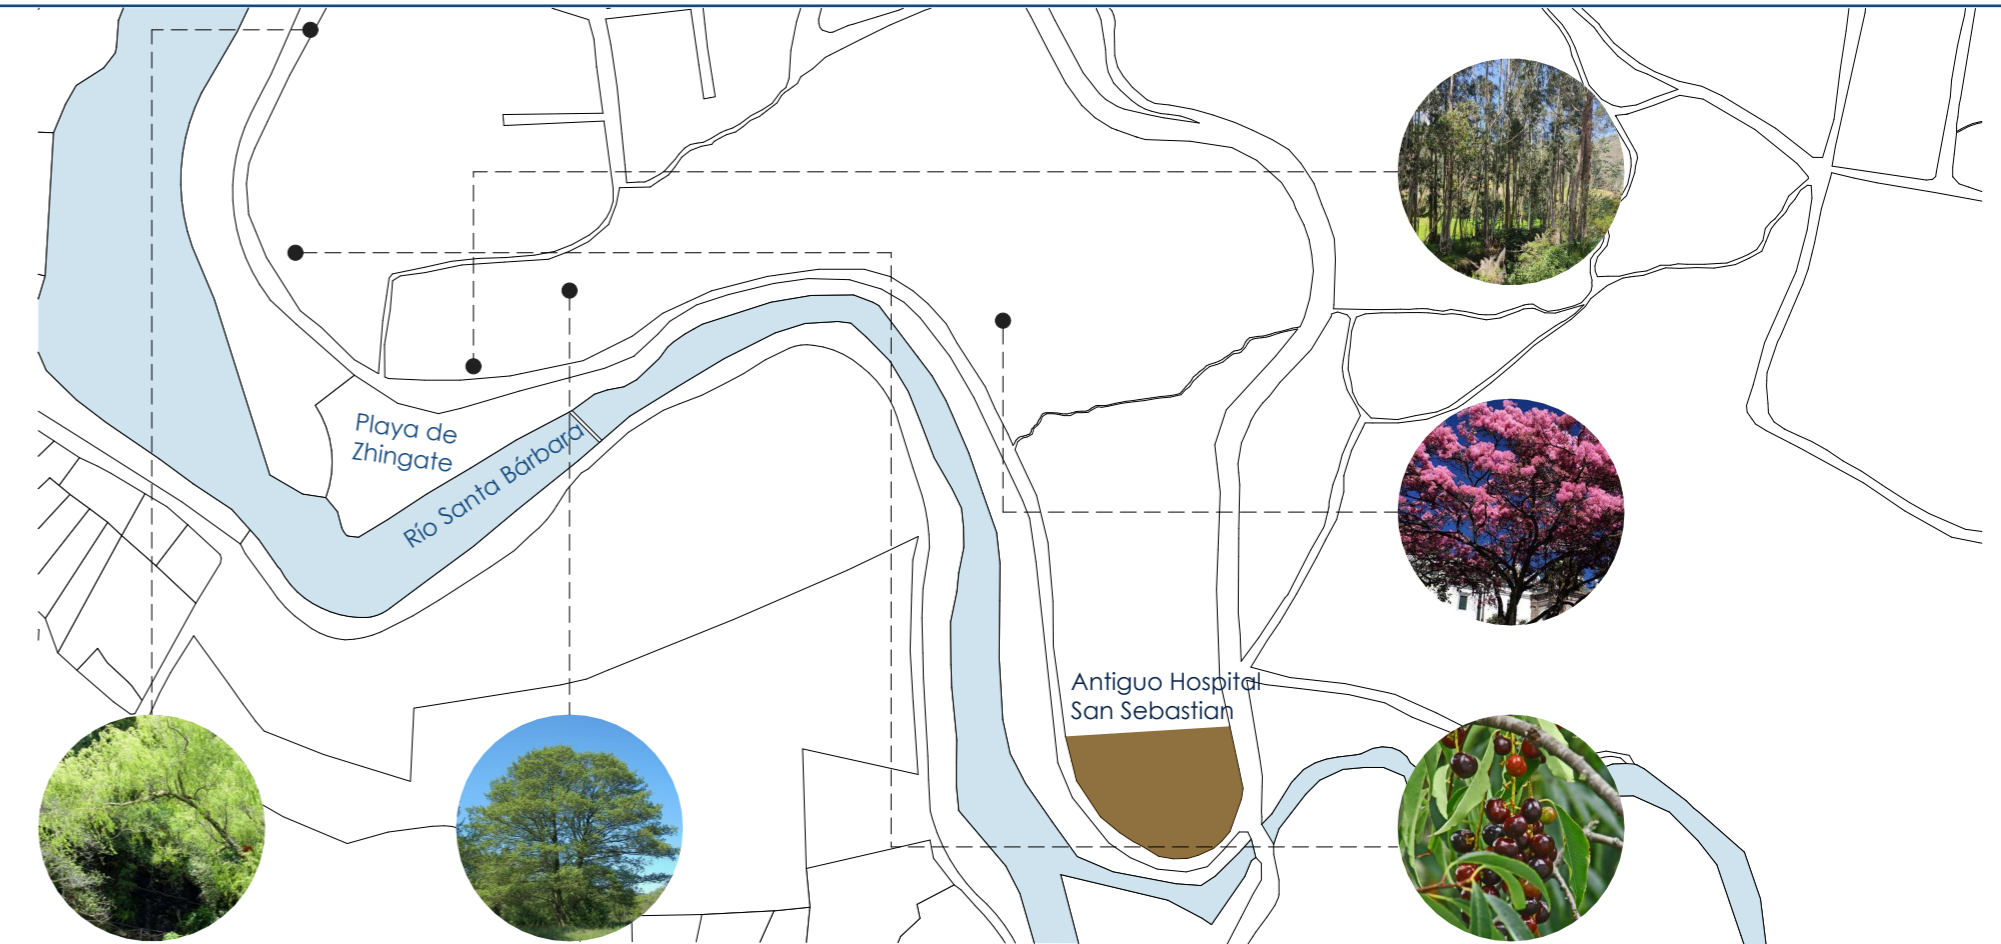 Playa de
Zhingate
Río Santa Bárbara
Antiguo Hospital
San Sebastian